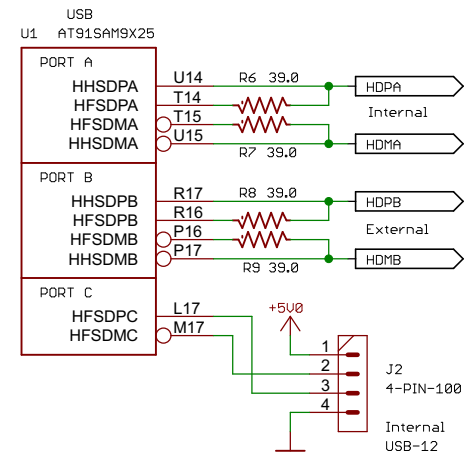 USB
U1 AT91SAM9X25
PORT A
HHSDPA U14
HFSDPA T14
HFSDMA T15
HHSDMA U15
R6 39.0
R7 39.0
HDPA
Internal
HDMA
PORT B
HHSDPB R17
HFSDPB R16
HFSDMB P16
HHSDMB P17
R8 39.0
R9 39.0
HDPB
External
HDMB
PORT C
HFSDPC L17
HFSDMC M17
+5V0
1
2
3
4
J2
4-PIN-100
Internal
USB-12